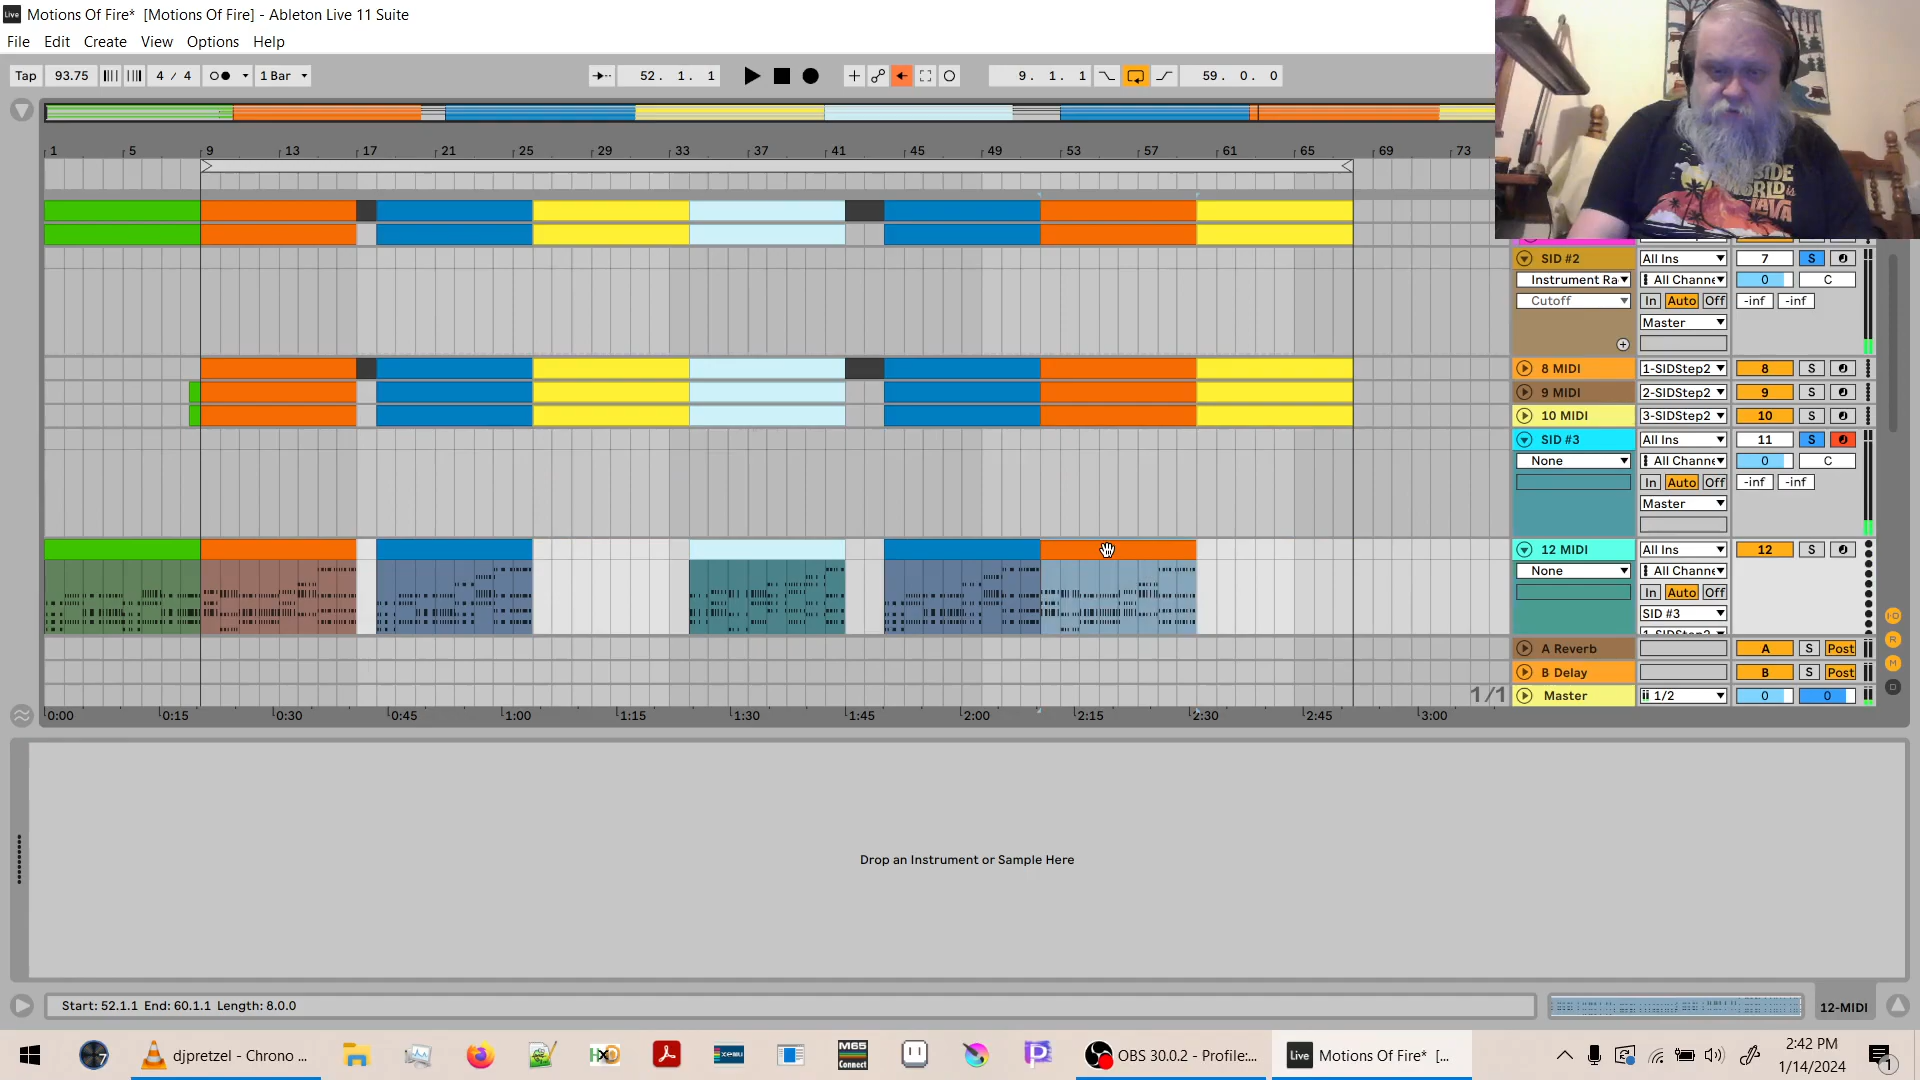 Motions Of Fire* [Motions Of Fire] - Ableton Live 11 Suite
File Edit Create View Options Help
Tap 93.75 4 / 4 1 Bar 52. 1. 1 9. 1. 1 59. 0. 0
1 5 9 13 17 21 25 29 33 37 41 45 49 53 57 61 65 69 73
SIDE
WORLD is
LAVA
SID #2 All Ins 7 S
Instrument Ra All Channe 0 C
Cutoff In Auto Off -inf -inf
Master
8 MIDI 1-SIDStep2 8 S
9 MIDI 2-SIDStep2 9 S
10 MIDI 3-SIDStep2 10 S
SID #3 All Ins 11 S
None All Channe 0 C
In Auto Off -inf -inf
Master
12 MIDI All Ins 12 S
None All Channe
In Auto Off
SID #3
A Reverb A S Post
B Delay B S Post
1/1 Master 1/2 0 0
0:00 0:15 0:30 0:45 1:00 1:15 1:30 1:45 2:00 2:15 2:30 2:45 3:00
Drop an Instrument or Sample Here
Start: 52.1.1 End: 60.1.1 Length: 8.0.0 12-MIDI
djpretzel - Chrono ... OBS 30.0.2 - Profile:... Live Motions Of Fire* [...
xemu M65 Connect
2:42 PM
1/14/2024
1